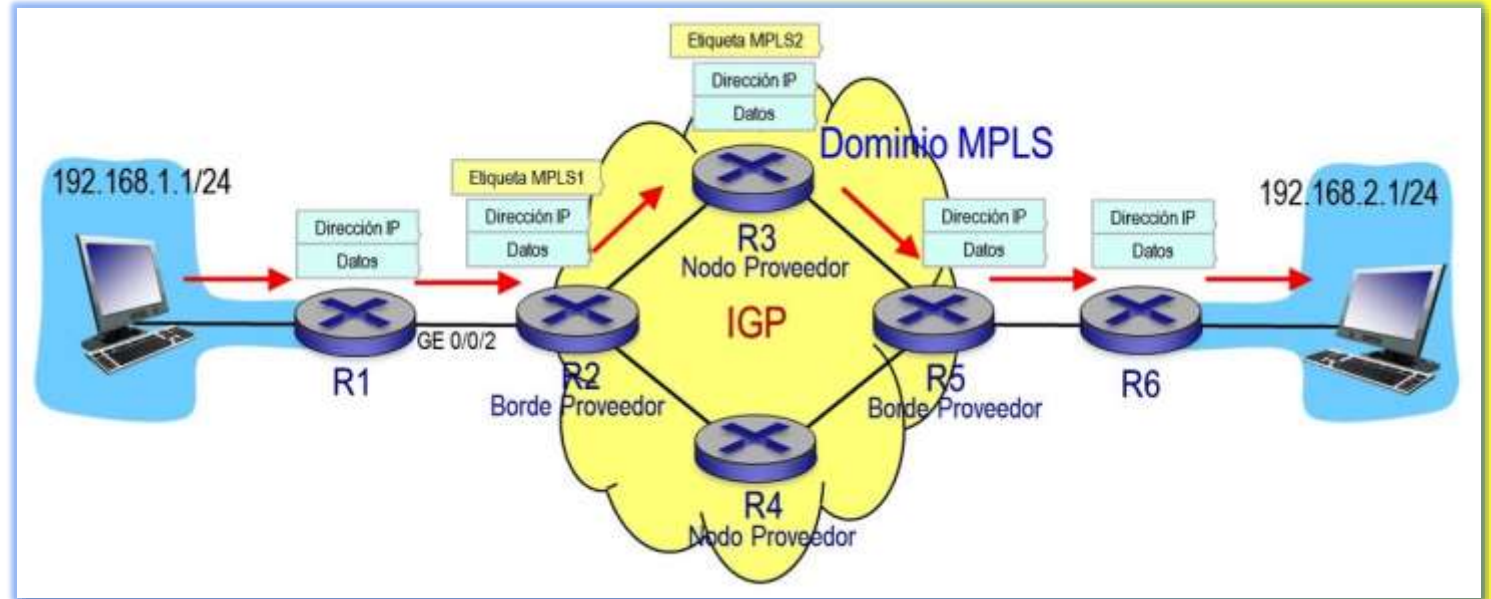 Etiqueta MPLS2
Dirección IP
Datos
Dominio MPLS
192.168.1.1/24
Etiqueta MPLS1
192.168.2.1/24
Dirección IP
Datos
Dirección IP
Datos
Dirección IP
Datos
Dirección IP
Datos
R3
Nodo Proveedor
IGP
GE 0/0/2
R1
R2
Borde Proveedor
R5
Borde Proveedor
R6
R4
Nodo Proveedor